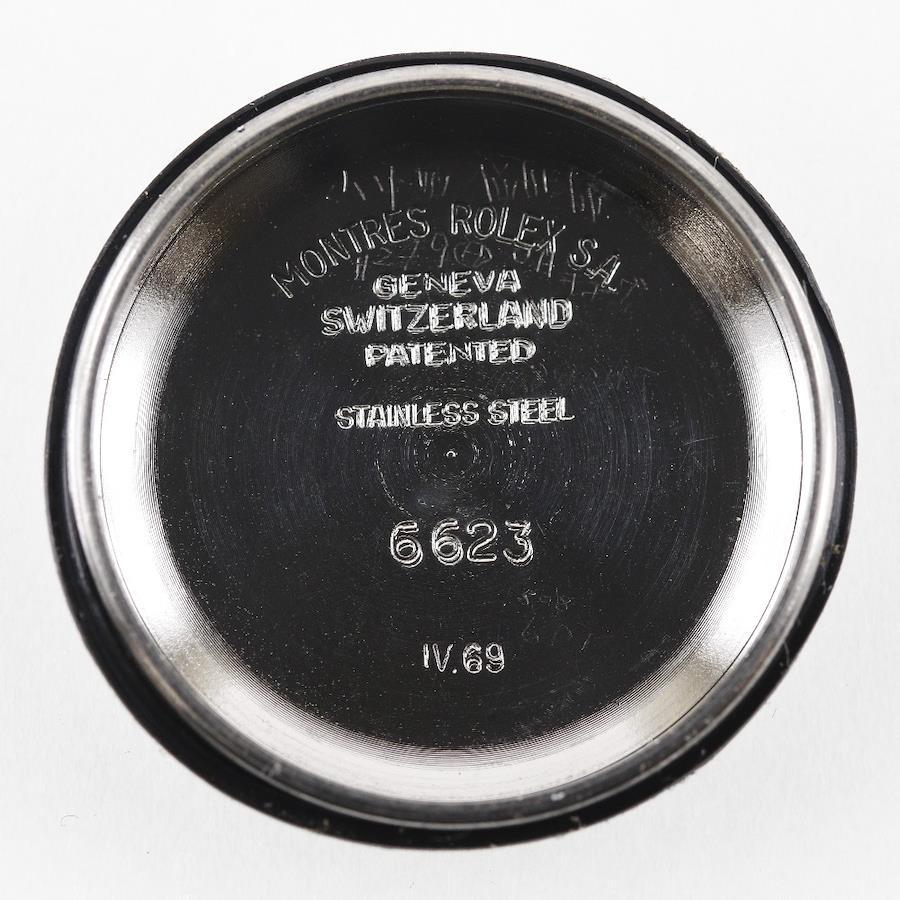 MONTRES ROLEX S.A.
GENEVA
SWITZERLAND
PATENTED
STAINLESS STEEL
6623
IV.69